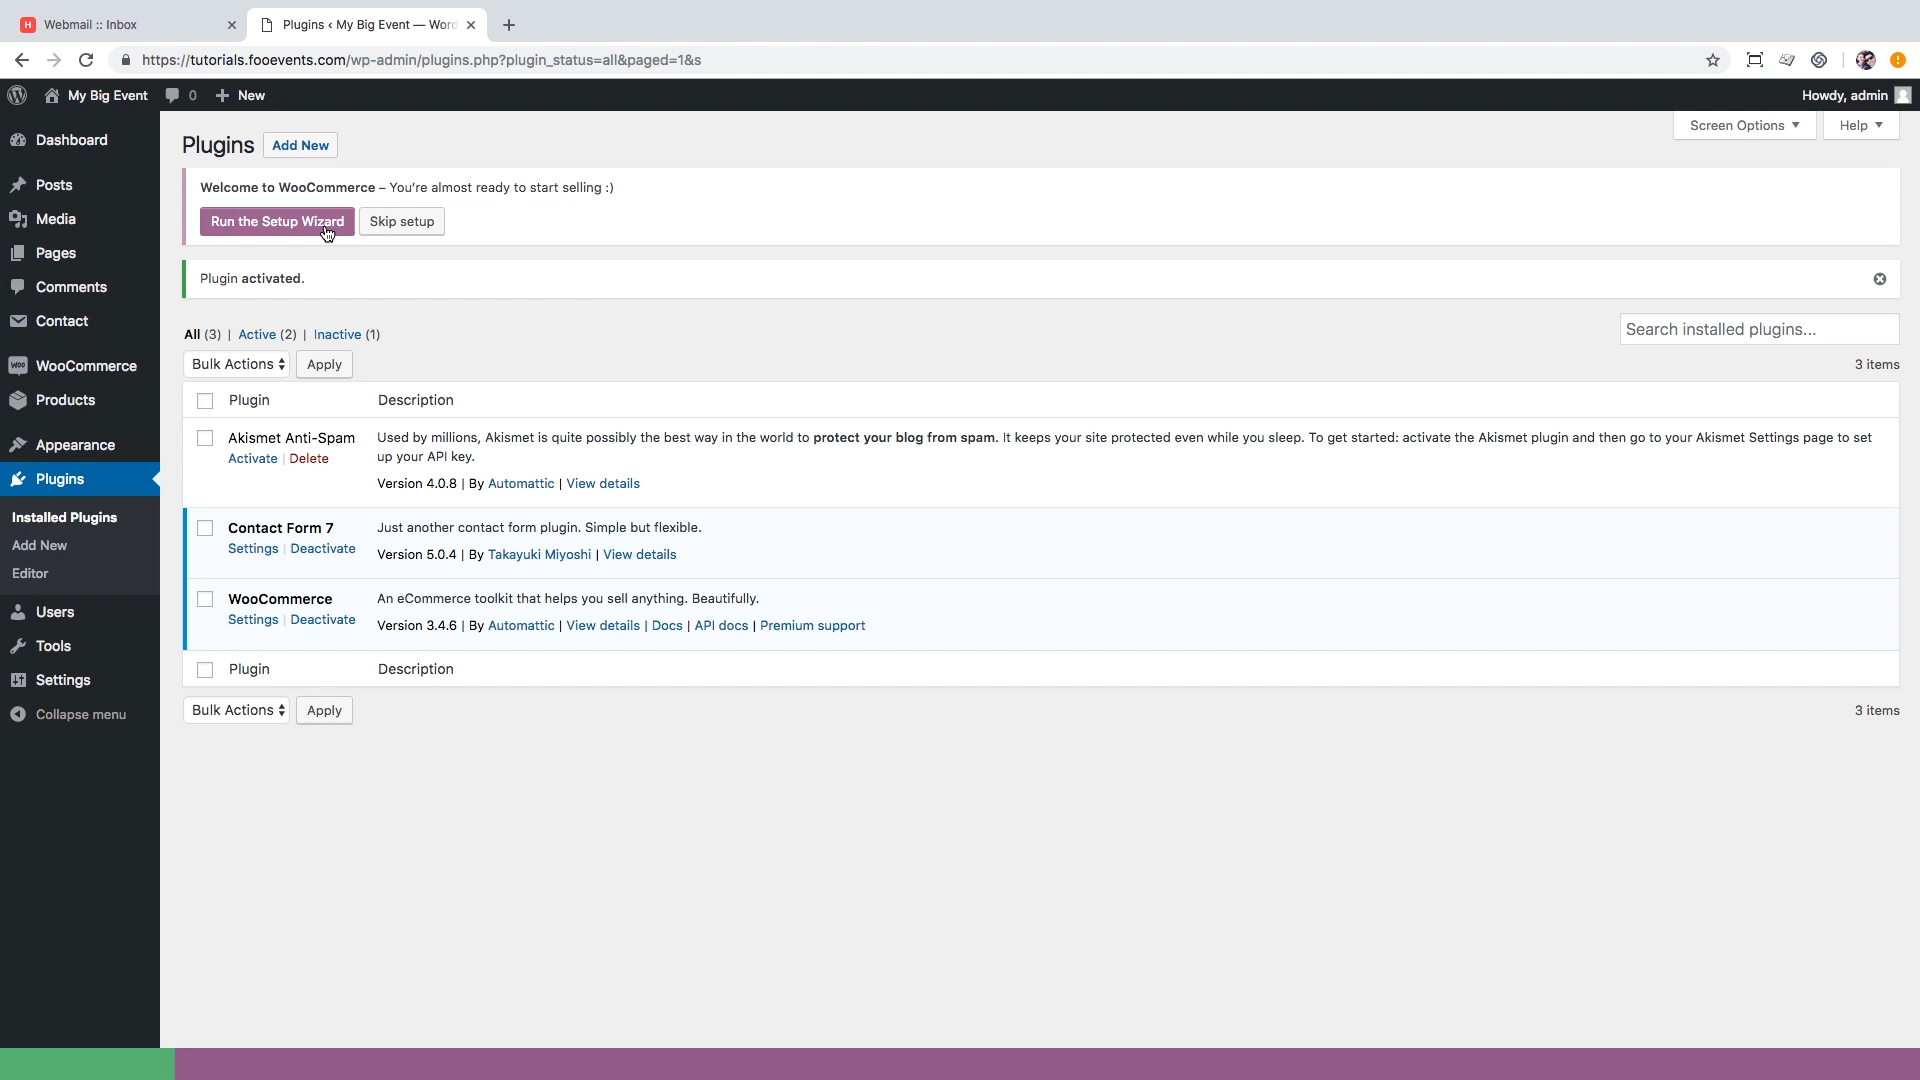 Webmail :: Inbox
Plugins ‹ My Big Event — Word
https://tutorials.fooevents.com/wp-admin/plugins.php?plugin_status=all&paged=1&s
My Big Event 0 New
Howdy, admin
Dashboard
Posts
Media
Pages
Comments
Contact
WooCommerce
Products
Appearance
Plugins
Installed Plugins
Add New
Editor
Users
Tools
Settings
Collapse menu
Screen Options Help
Plugins Add New
Welcome to WooCommerce – You're almost ready to start selling :)
Run the Setup Wizard Skip setup
Plugin activated.
All (3) | Active (2) | Inactive (1)
Search installed plugins...
Bulk Actions Apply
3 items
Plugin Description
Akismet Anti-Spam
Activate | Delete
Used by millions, Akismet is quite possibly the best way in the world to protect your blog from spam. It keeps your site protected even while you sleep. To get started: activate the Akismet plugin and then go to your Akismet Settings page to set
up your API key.
Version 4.0.8 | By Automattic | View details
Contact Form 7
Settings | Deactivate
Just another contact form plugin. Simple but flexible.
Version 5.0.4 | By Takayuki Miyoshi | View details
WooCommerce
Settings | Deactivate
An eCommerce toolkit that helps you sell anything. Beautifully.
Version 3.4.6 | By Automattic | View details | Docs | API docs | Premium support
Plugin Description
Bulk Actions Apply
3 items